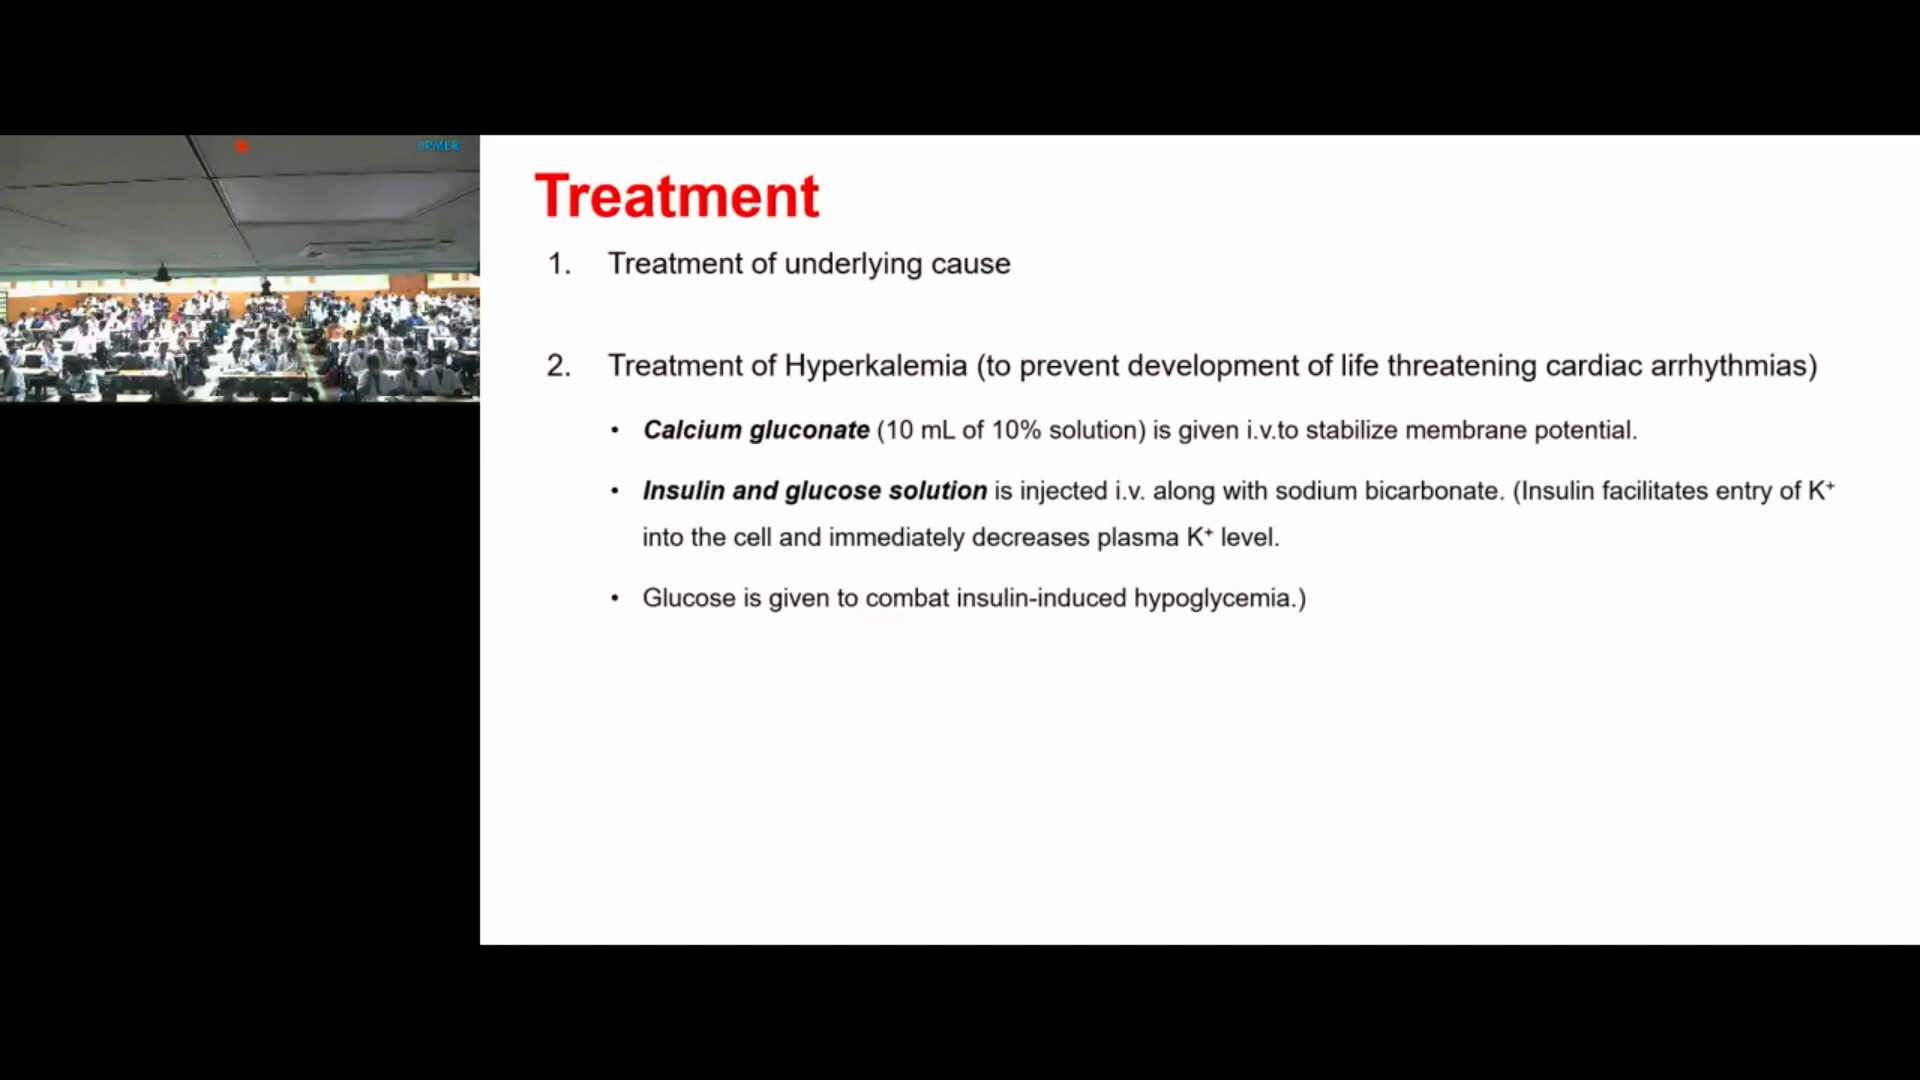 Treatment
1. Treatment of underlying cause
2. Treatment of Hyperkalemia (to prevent development of life threatening cardiac arrhythmias)
• Calcium gluconate (10 mL of 10% solution) is given i.v.to stabilize membrane potential.
• Insulin and glucose solution is injected i.v. along with sodium bicarbonate. (Insulin facilitates entry of K⁺
into the cell and immediately decreases plasma K⁺ level.
• Glucose is given to combat insulin-induced hypoglycemia.)